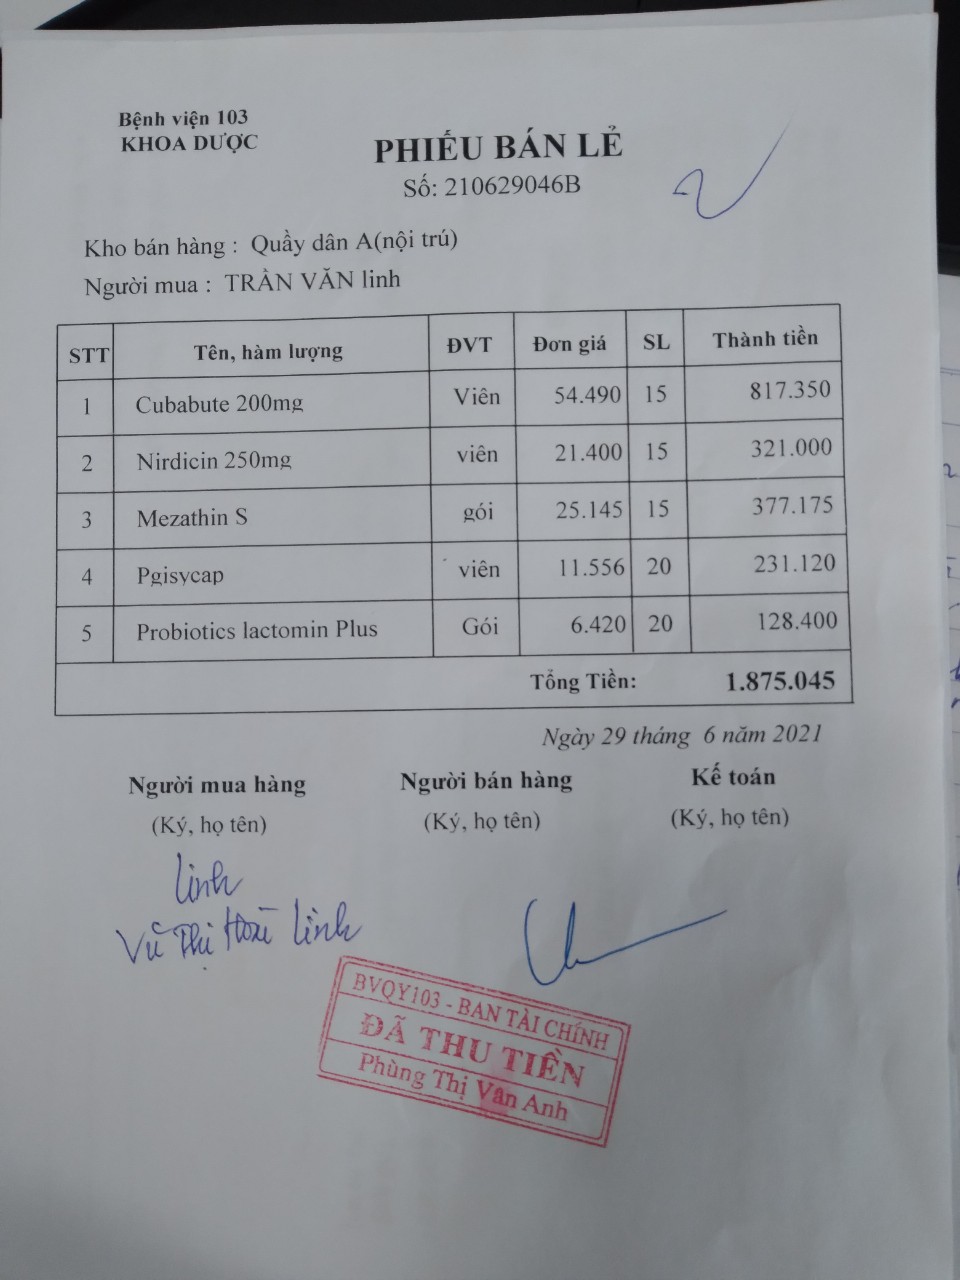 Bệnh viện 103
KHOA DƯỢC
PHIẾU BÁN LẺ
Số: 210629046B
Kho bán hàng : Quầy dân A(nội trú)
Người mua : TRẦN VĂN linh
STT Tên, hàm lượng ĐVT Đơn giá SL Thành tiền
1 Cubabute 200mg Viên 54.490 15 817.350
2 Nirdicin 250mg viên 21.400 15 321.000
3 Mezathin S gói 25.145 15 377.175
4 Pgisycap viên 11.556 20 231.120
5 Probiotics lactomin Plus Gói 6.420 20 128.400
Tổng Tiền: 1.875.045
Ngày 29 tháng 6 năm 2021
Người mua hàng Người bán hàng Kế toán
(Ký, họ tên) (Ký, họ tên) (Ký, họ tên)
linh
Vũ Thị Hoài Linh
BVQY103 - BAN TÀI CHÍNH
ĐÃ THU TIỀN
Phùng Thị Vân Anh